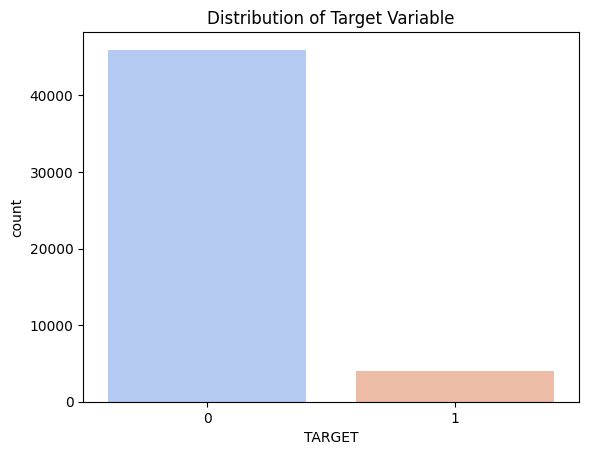 Distribution of Target Variable
40000
30000
20000
10000
0
count
0 1
TARGET